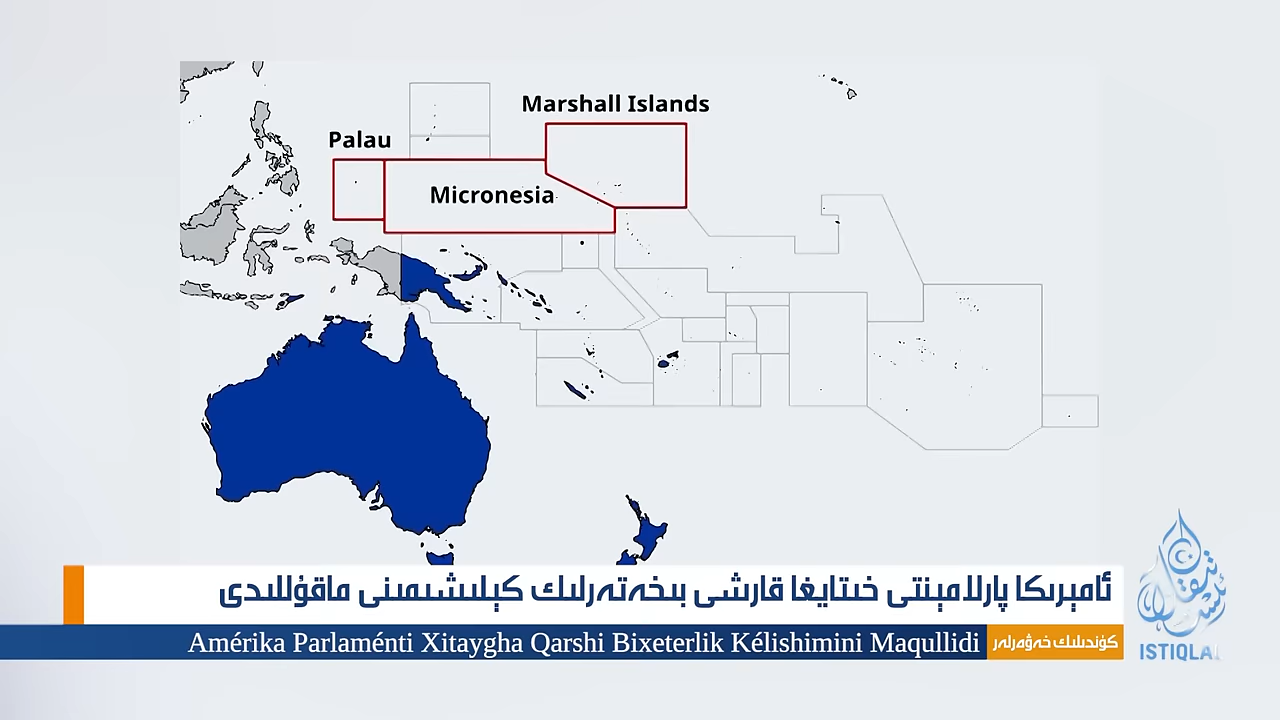 Marshall Islands
Palau
Micronesia
ئامېرىكا پارلامېنتى خىتايغا قارشى بىخەتەرلىك كېلىشىمىنى ماقۇللىدى
Amérika Parlaménti Xitaygha Qarshi Bixeterlik Kélishimini Maqullidi
كۈندىلىك خەۋەرلەر
ISTIQLAL